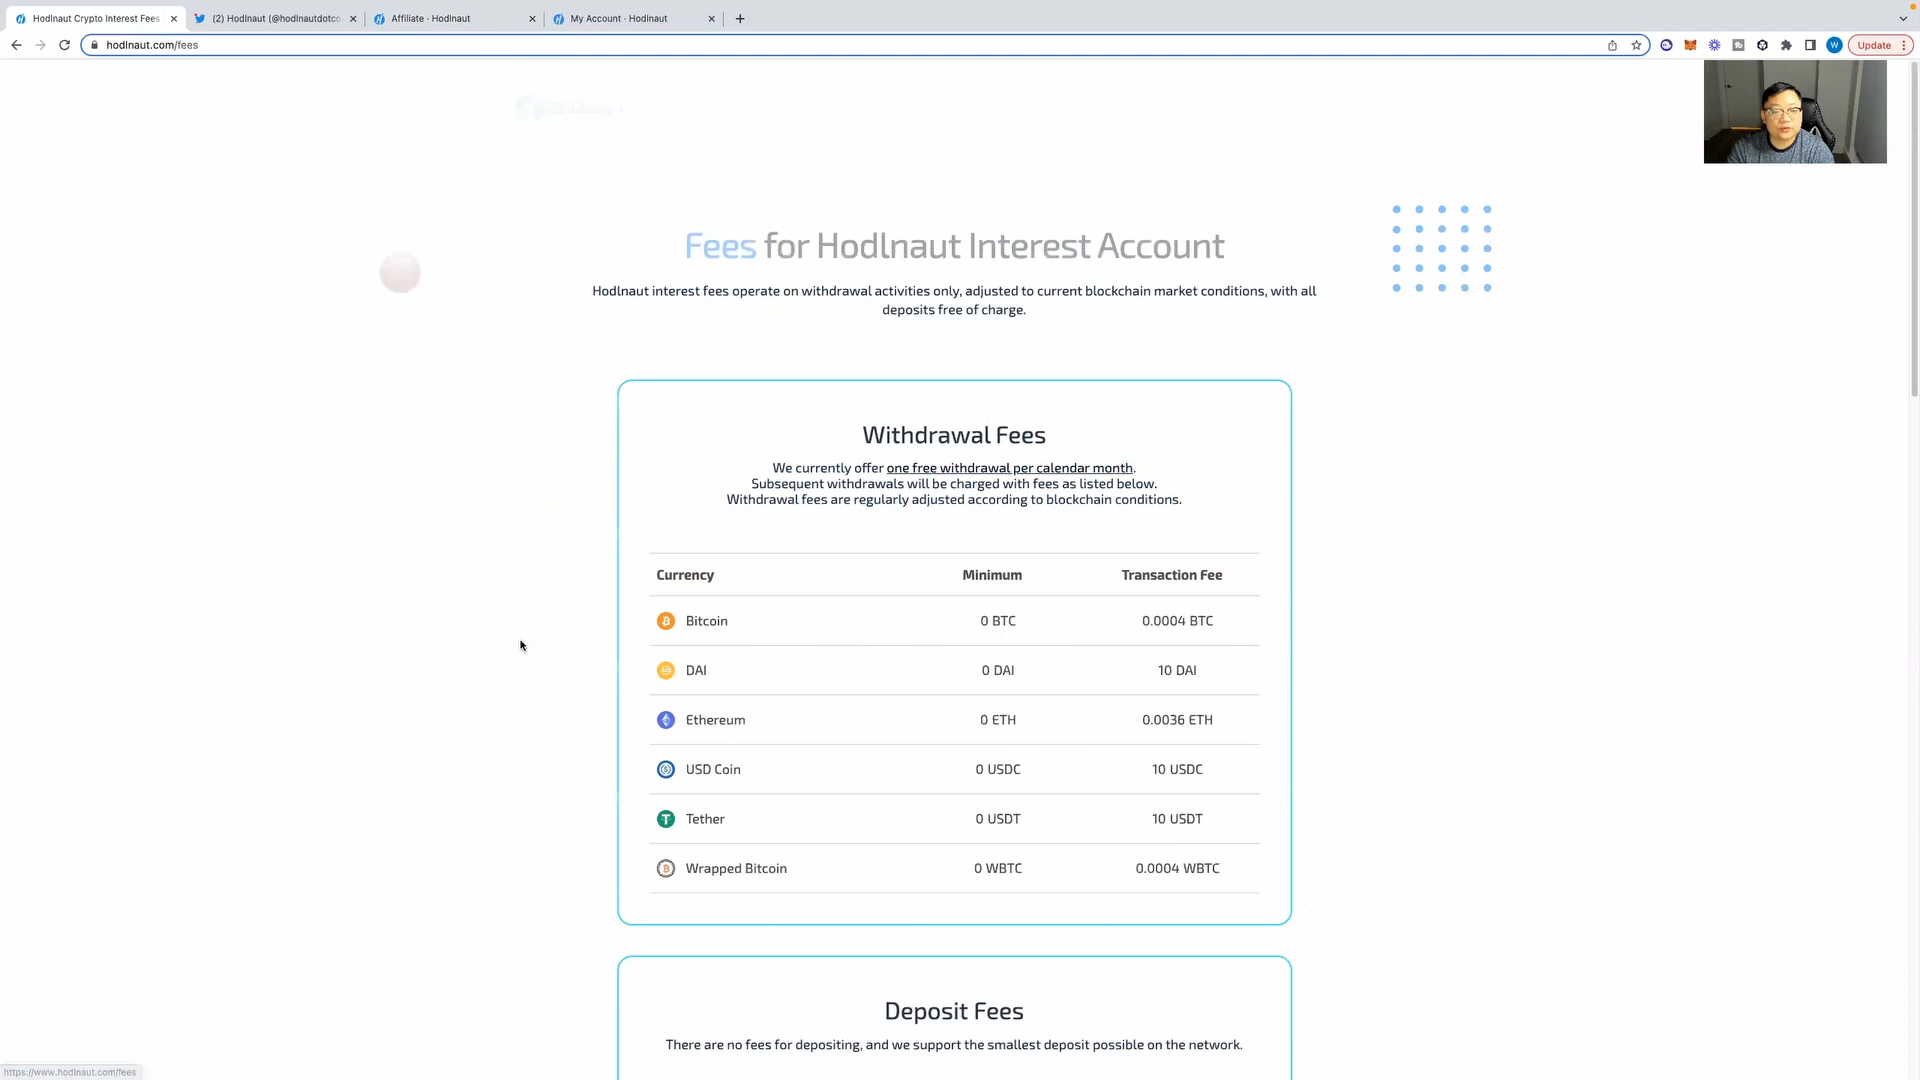 Hodlnaut Crypto Interest Fees
(2) Hodlnaut (@hodlnautdotco
Affiliate · Hodlnaut
My Account · Hodlnaut
hodlnaut.com/fees
W
Update
Fees for Hodlnaut Interest Account
Hodlnaut interest fees operate on withdrawal activities only, adjusted to current blockchain market conditions, with all
deposits free of charge.
Withdrawal Fees
We currently offer one free withdrawal per calendar month.
Subsequent withdrawals will be charged with fees as listed below.
Withdrawal fees are regularly adjusted according to blockchain conditions.
Currency Minimum Transaction Fee
Bitcoin 0 BTC 0.0004 BTC
DAI 0 DAI 10 DAI
Ethereum 0 ETH 0.0036 ETH
USD Coin 0 USDC 10 USDC
Tether 0 USDT 10 USDT
Wrapped Bitcoin 0 WBTC 0.0004 WBTC
Deposit Fees
There are no fees for depositing, and we support the smallest deposit possible on the network.
https://www.hodlnaut.com/fees